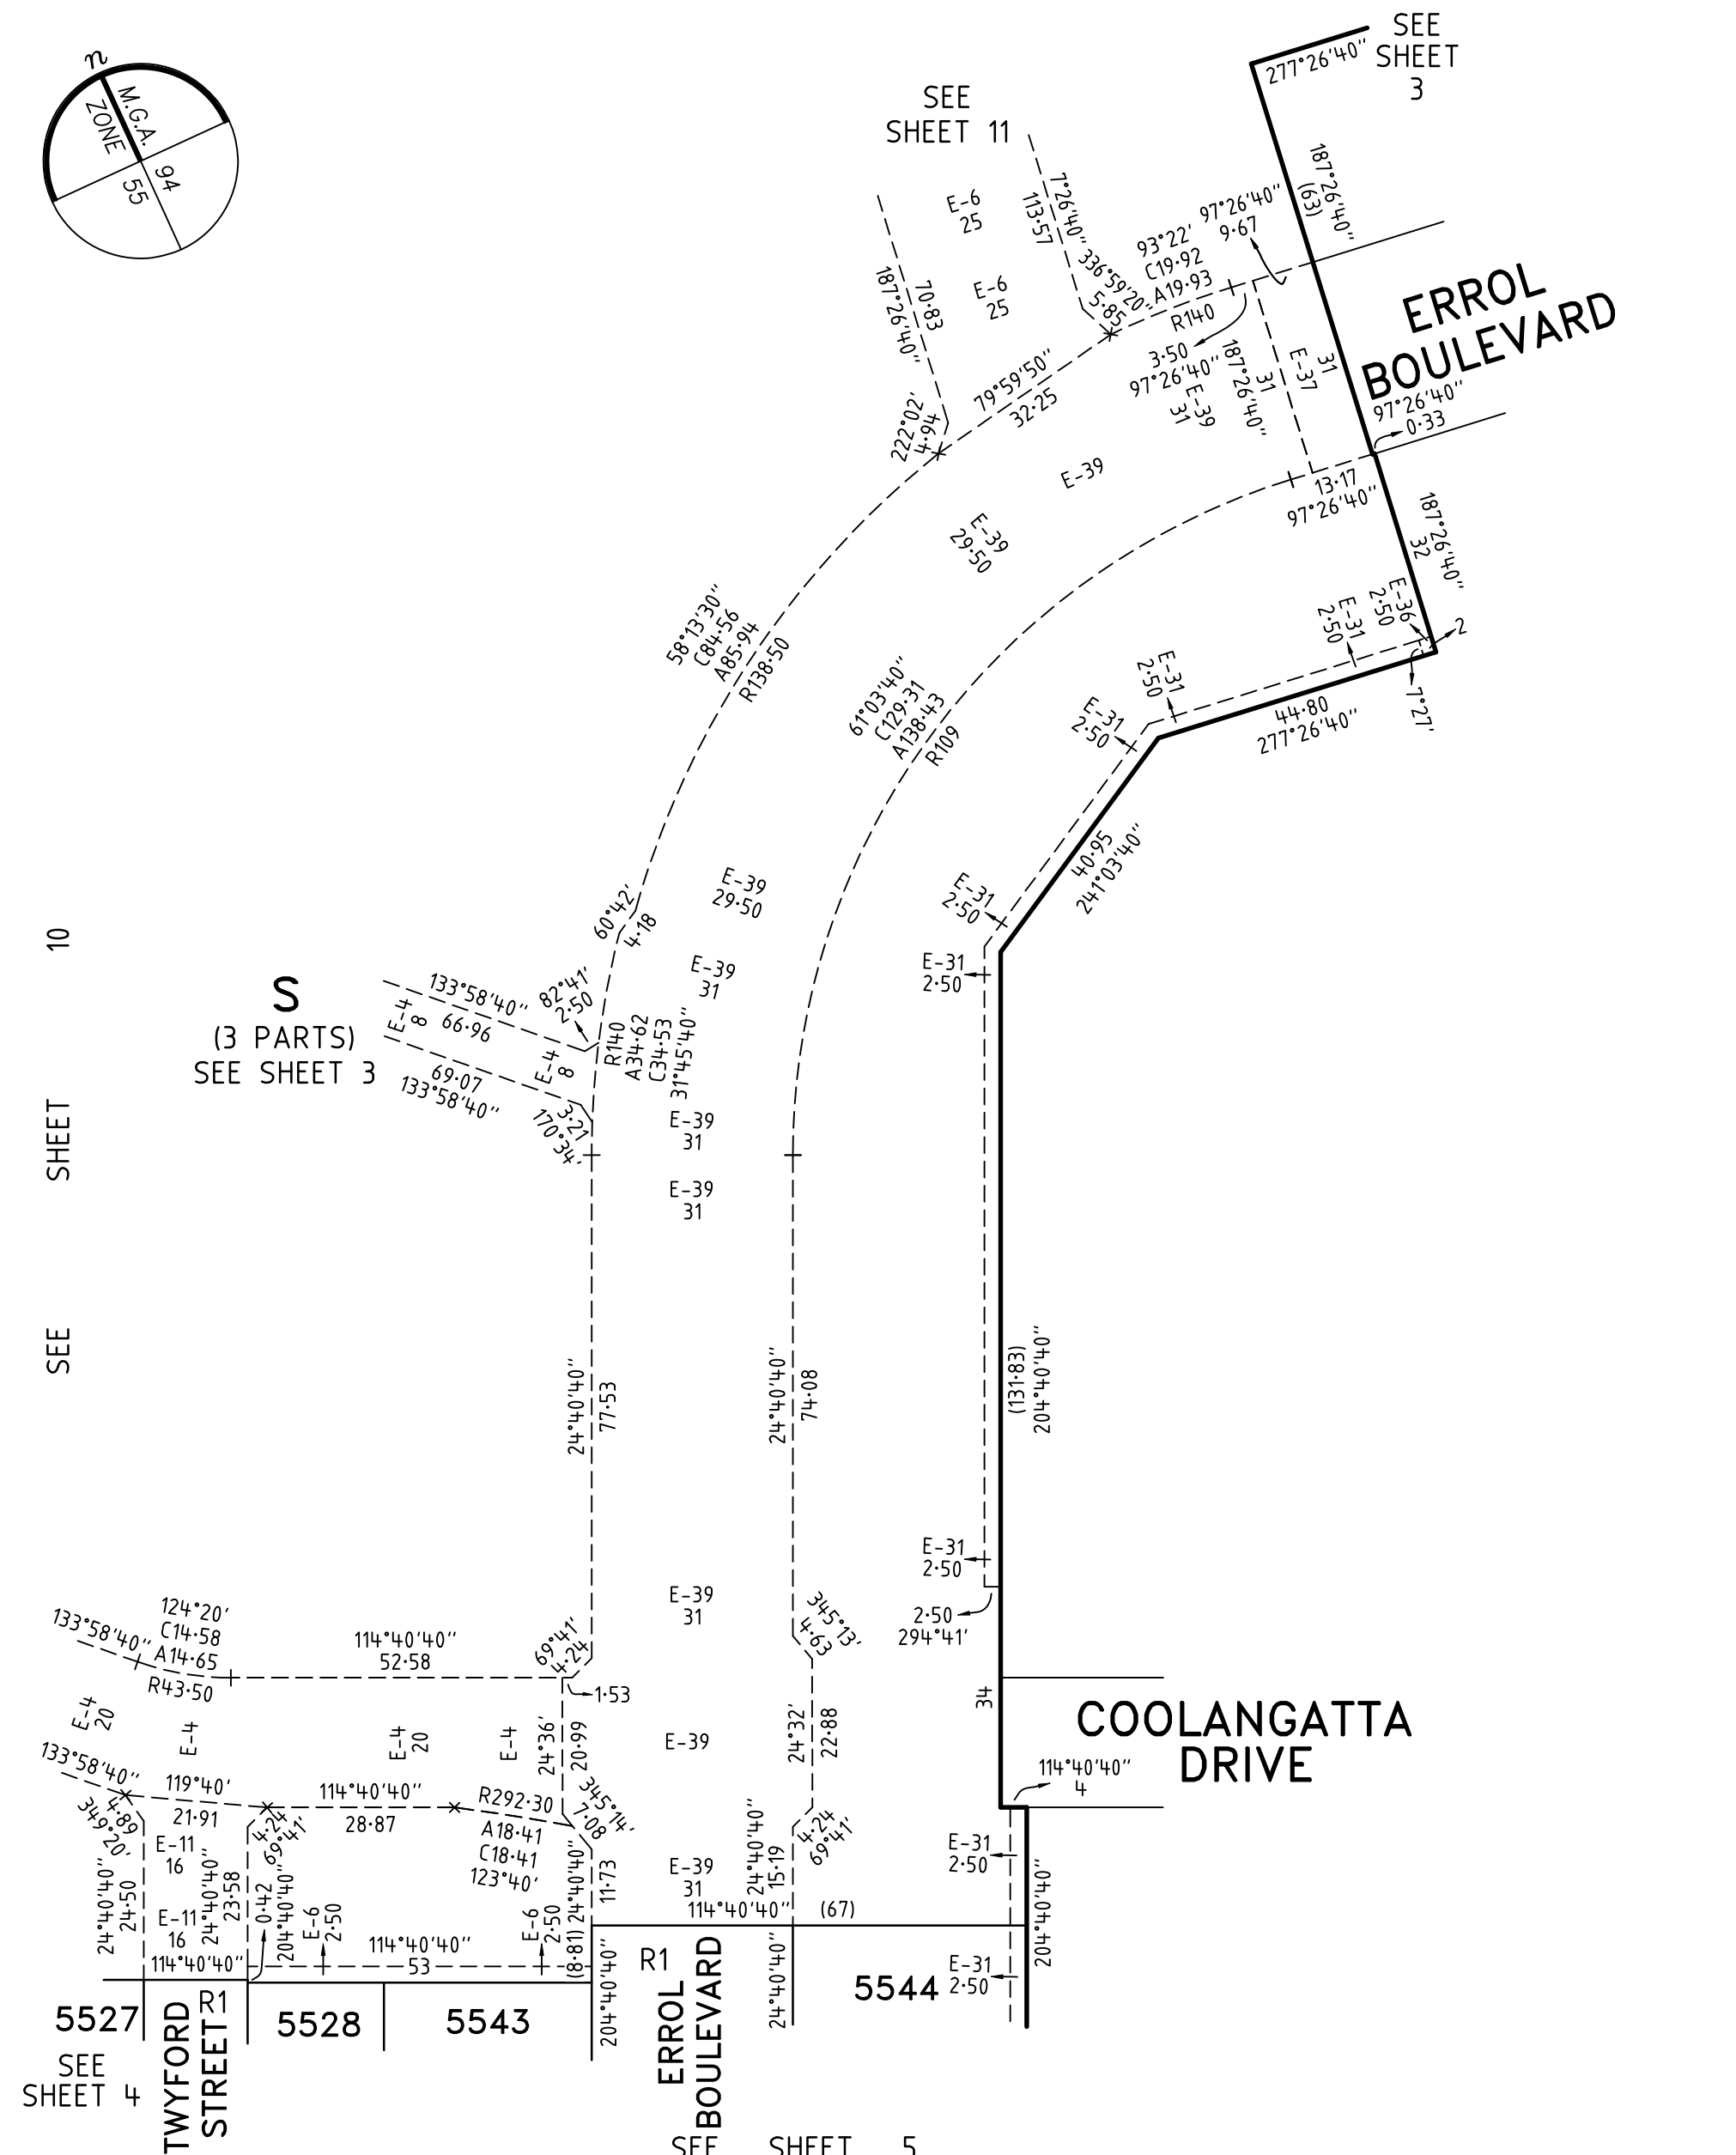 n
M.G.A.
ZONE
94
55
SEE
SHEET
3
277°26'40"
SEE
SHEET 11
187°26'40"
(63)
E-6
25
7°26'40"
113·57
336°59'20"
5·85
93°22'
C19·92
A19·93
R140
97°26'40"
9·67
E-6
25
70·83
187°26'40"
ERROL
BOULEVARD
3·50
97°26'40"
E-39
31
31
187°26'40"
31
E-37
97°26'40"
0·33
79°59'50"
32·25
222°02'
4·94
E-39
13·17
97°26'40"
187°26'40"
32
E-39
29·50
58°13'30"
C84·56
A85·94
R138·50
E-36
2·50
E-31
2·50
2
7°27'
E-31
2·50
E-31
2·50
44·80
277°26'40"
61°03'40"
C129·31
A138·43
R109
40·95
241°03'40"
E-39
29·50
E-31
2·50
60°42'
4·18
E-31
2·50
E-39
31
10
SHEET
SEE
S
(3 PARTS)
SEE SHEET 3
133°58'40"
66·96
E-4
8
82°41'
2·50
R140
A34·62
C34·53
31°45'40"
E-4
8
69·07
133°58'40"
3·21
170°34'
E-39
31
E-39
31
24°40'40"
77·53
24°40'40"
74·08
(131·83)
204°40'40"
E-31
2·50
2·50
294°41'
E-39
31
345°13'
4·63
69°41'
4·24
133°58'40"
124°20'
C14·58
A14·65
R43·50
114°40'40"
52·58
1·53
34
COOLANGATTA
DRIVE
114°40'40"
4
E-4
20
E-4
E-4
20
E-4
24°36'
20·99
E-39
24°32'
22·88
133°58'40"
119°40'
21·91
114°40'40"
28·87
R292·30
A18·41
C18·41
123°40'
345°14'
7·08
4·89
349°20'
4·24
69°41'
4·24
69°41'
E-11
16
24°40'40"
24·50
24°40'40"
23·58
0·42
204°40'40"
E-11
16
E-6
2·50
E-6
2·50
24°40'40"
11·73
(8·81)
E-39
31
24°40'40"
15·19
E-31
2·50
204°40'40"
114°40'40"
(67)
114°40'40"
114°40'40"
53
204°40'40"
R1
24°40'40"
E-31
2·50
5544
5527
R1
5528
5543
TWYFORD
STREET
ERROL
BOULEVARD
SEE
SHEET 4
SEE SHEET 5